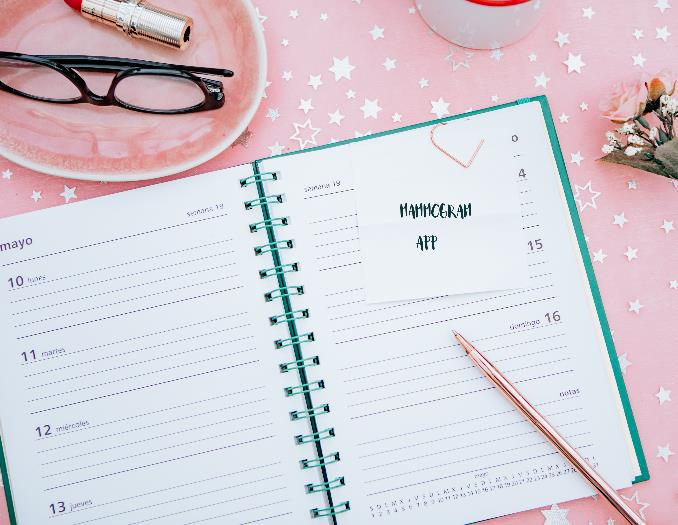 mayo
semana 19
10 lunes
11 martes
12 miércoles
13 jueves
semana 19
MAMMOGRAM
APP
4
15
domingo 16
notas